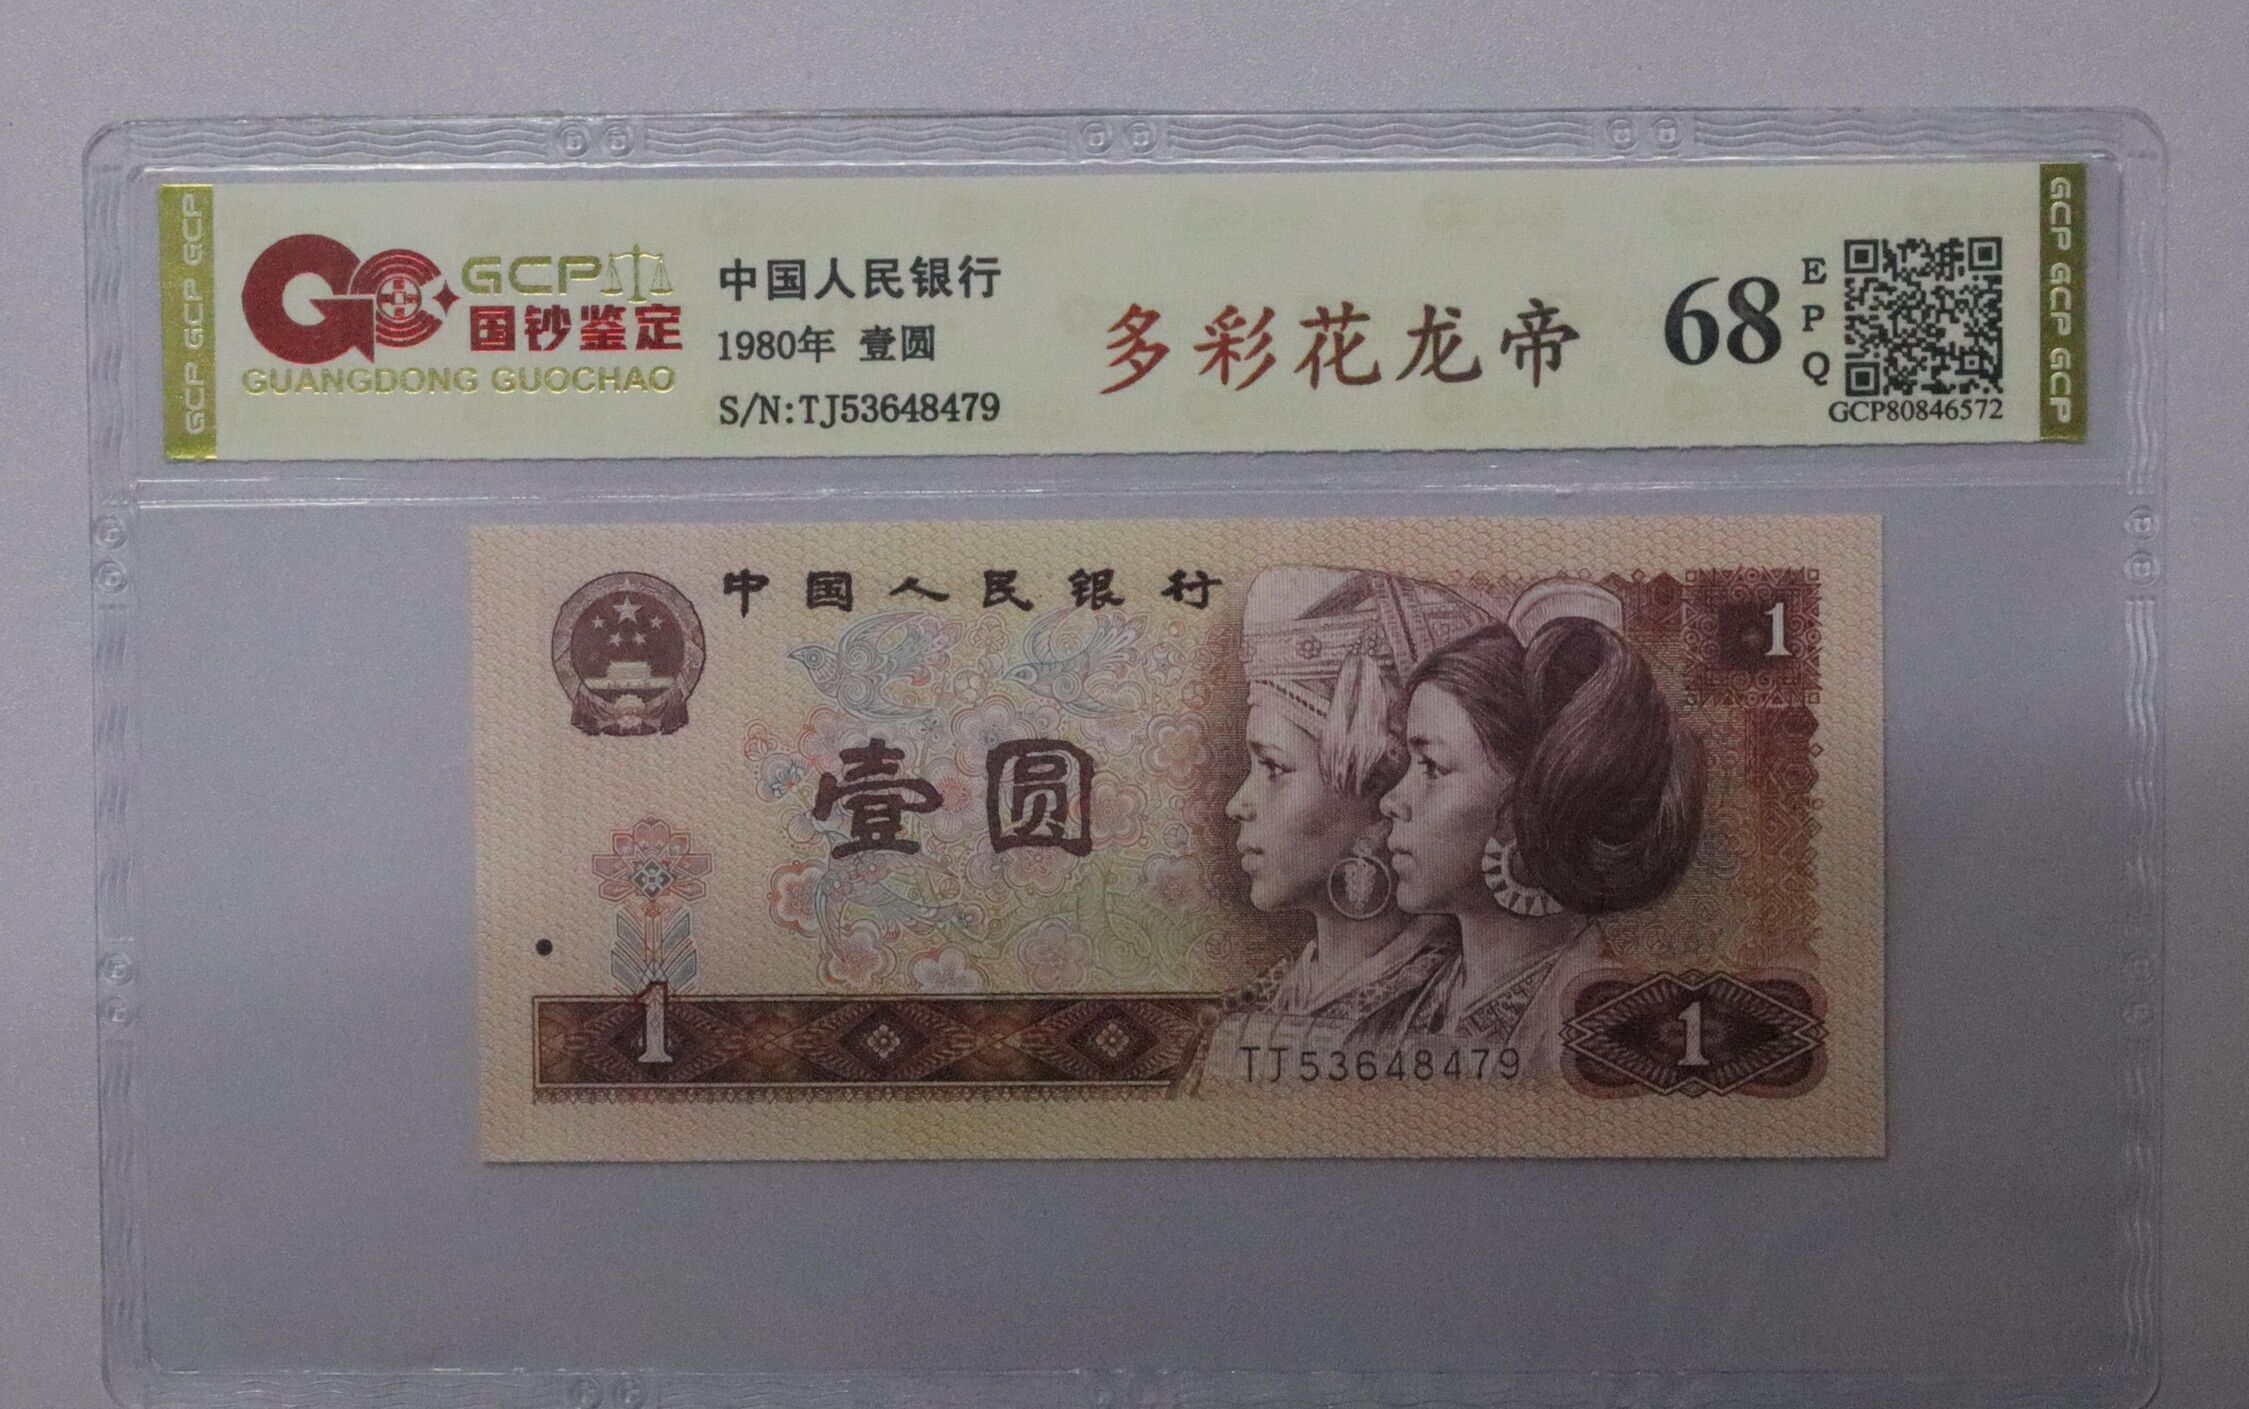 GCP GCP GCP
GCP
国钞鉴定
GUANGDONG GUOCHAO
中国人民银行
1980年 壹圆
S/N:TJ53648479
多彩花龙帝
68
EPQ
GCP80846572
GCP GCP GCP
中国人民银行
1
壹圆
1
1
TJ53648479